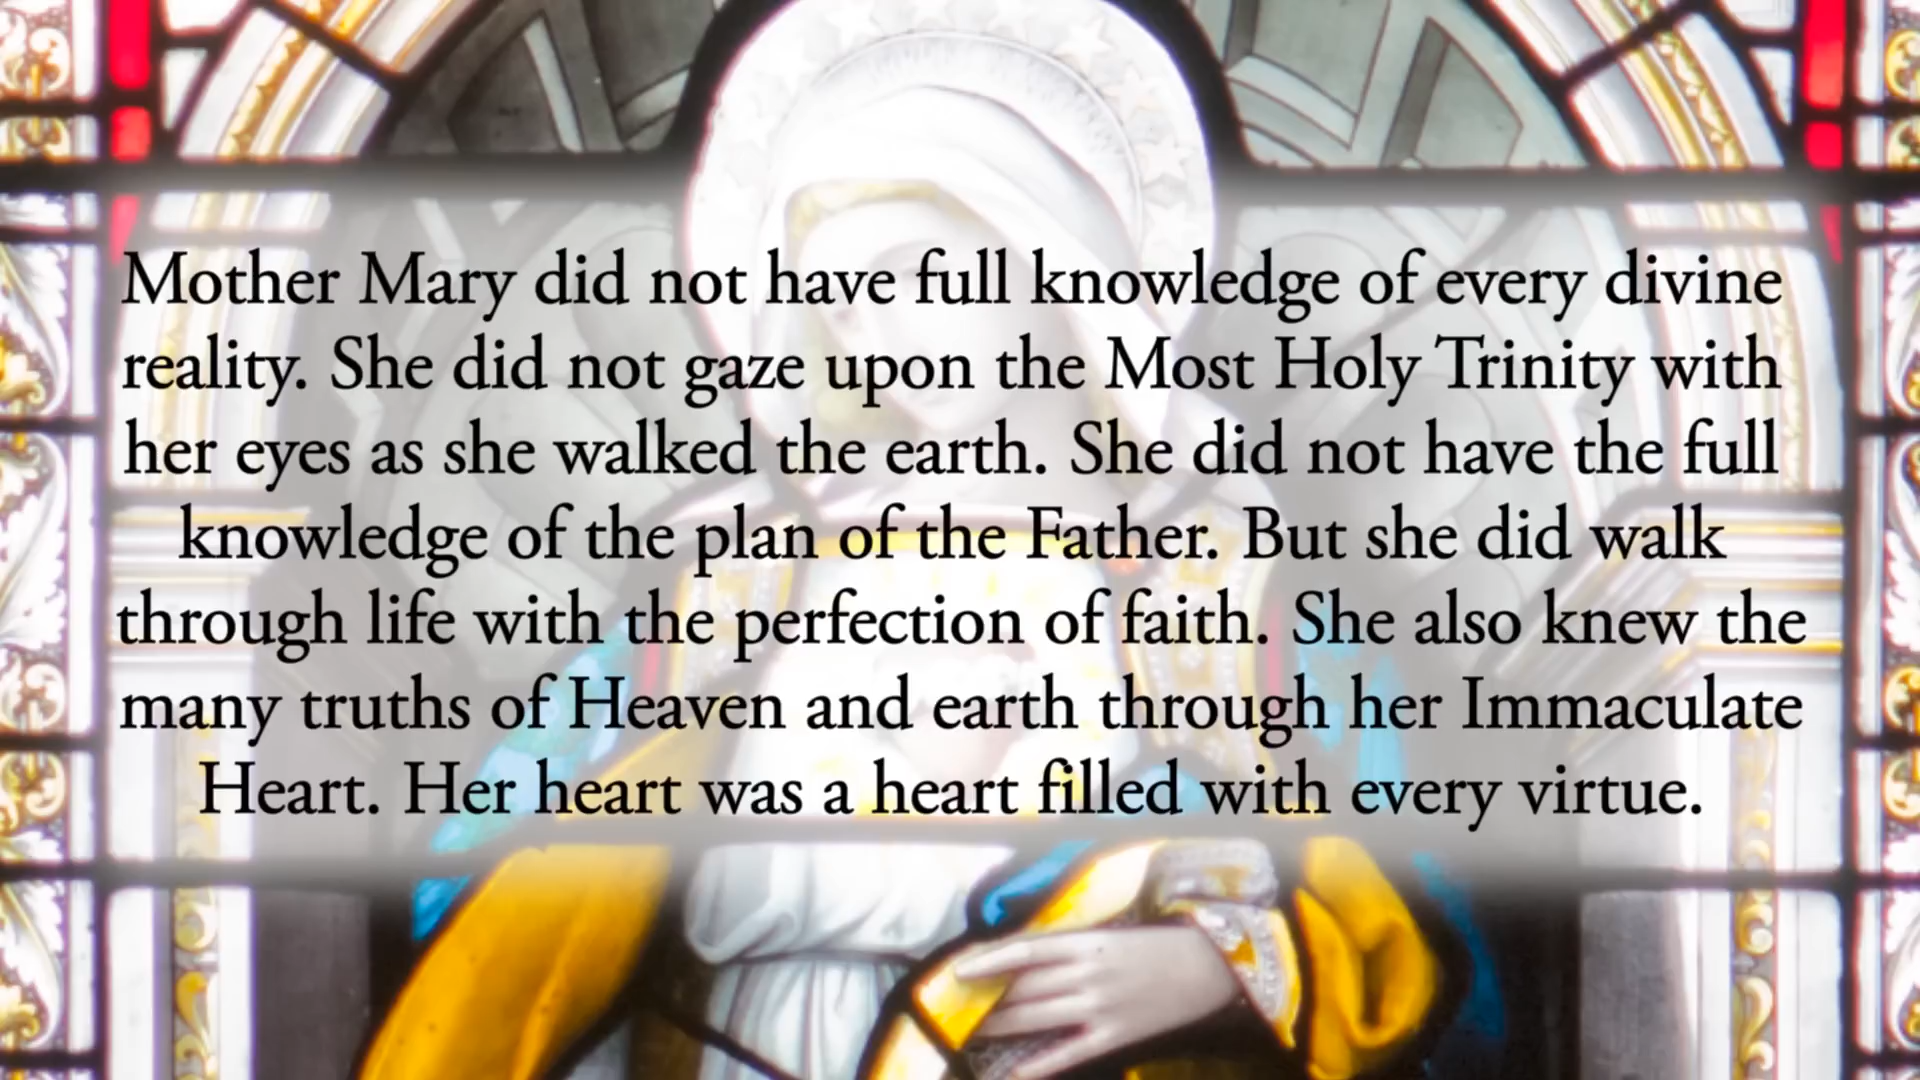 Mother Mary did not have full knowledge of every divine
reality. She did not gaze upon the Most Holy Trinity with
her eyes as she walked the earth. She did not have the full
knowledge of the plan of the Father. But she did walk
through life with the perfection of faith. She also knew the
many truths of Heaven and earth through her Immaculate
Heart. Her heart was a heart filled with every virtue.